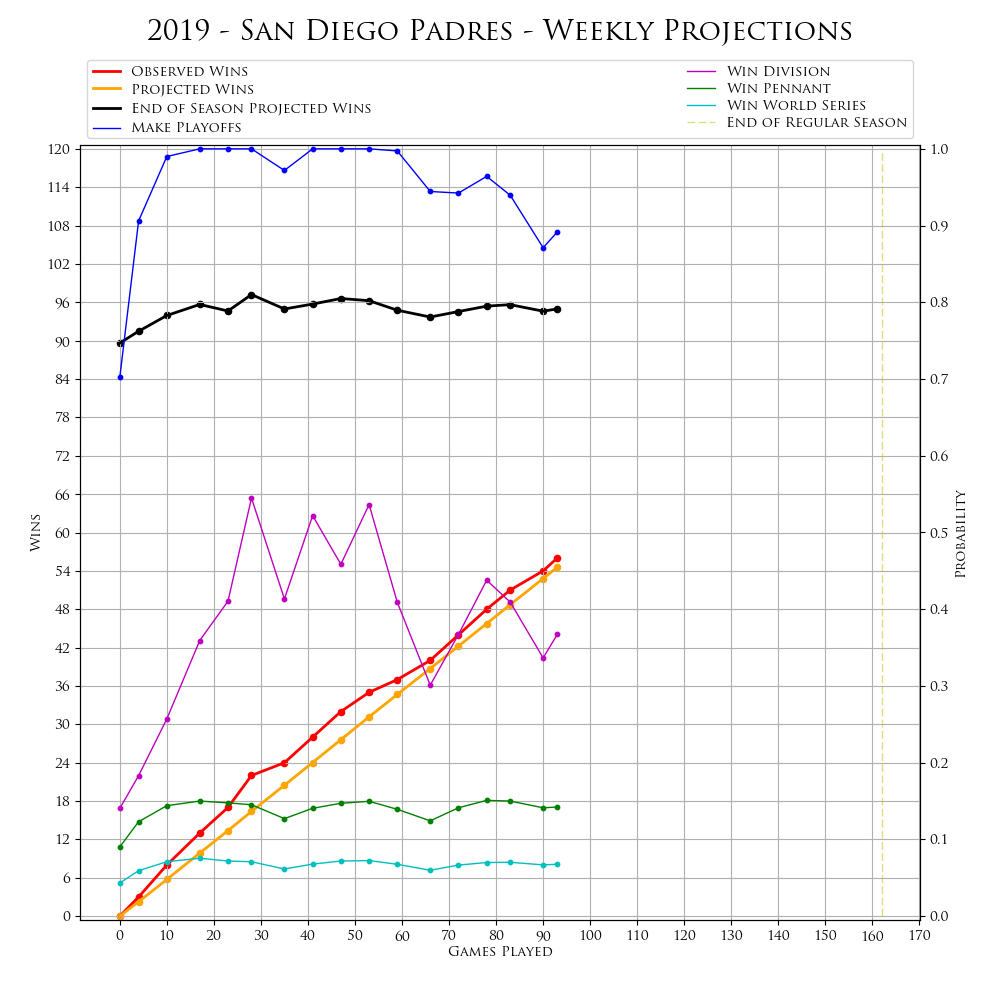 2019 - San Diego Padres - Weekly Projections
Observed Wins
Projected Wins
End of Season Projected Wins
Make Playoffs
Win Division
Win Pennant
Win World Series
End of Regular Season
120
114
108
102
96
90
84
78
72
66
60
54
48
42
36
30
24
18
12
6
0
Wins
1.0
0.9
0.8
0.7
0.6
0.5
0.4
0.3
0.2
0.1
0.0
Probability
0 10 20 30 40 50 60 70 80 90 100 110 120 130 140 150 160 170
Games Played